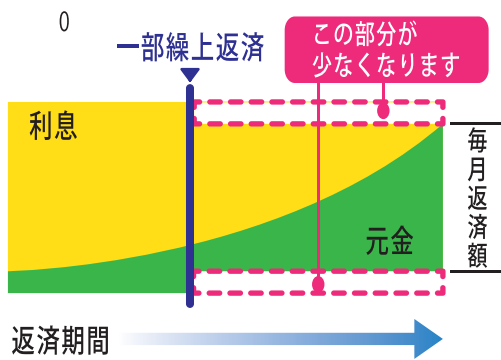 0
一部繰上返済
この部分が
少なくなります
利息
元金
毎月返済額
返済期間